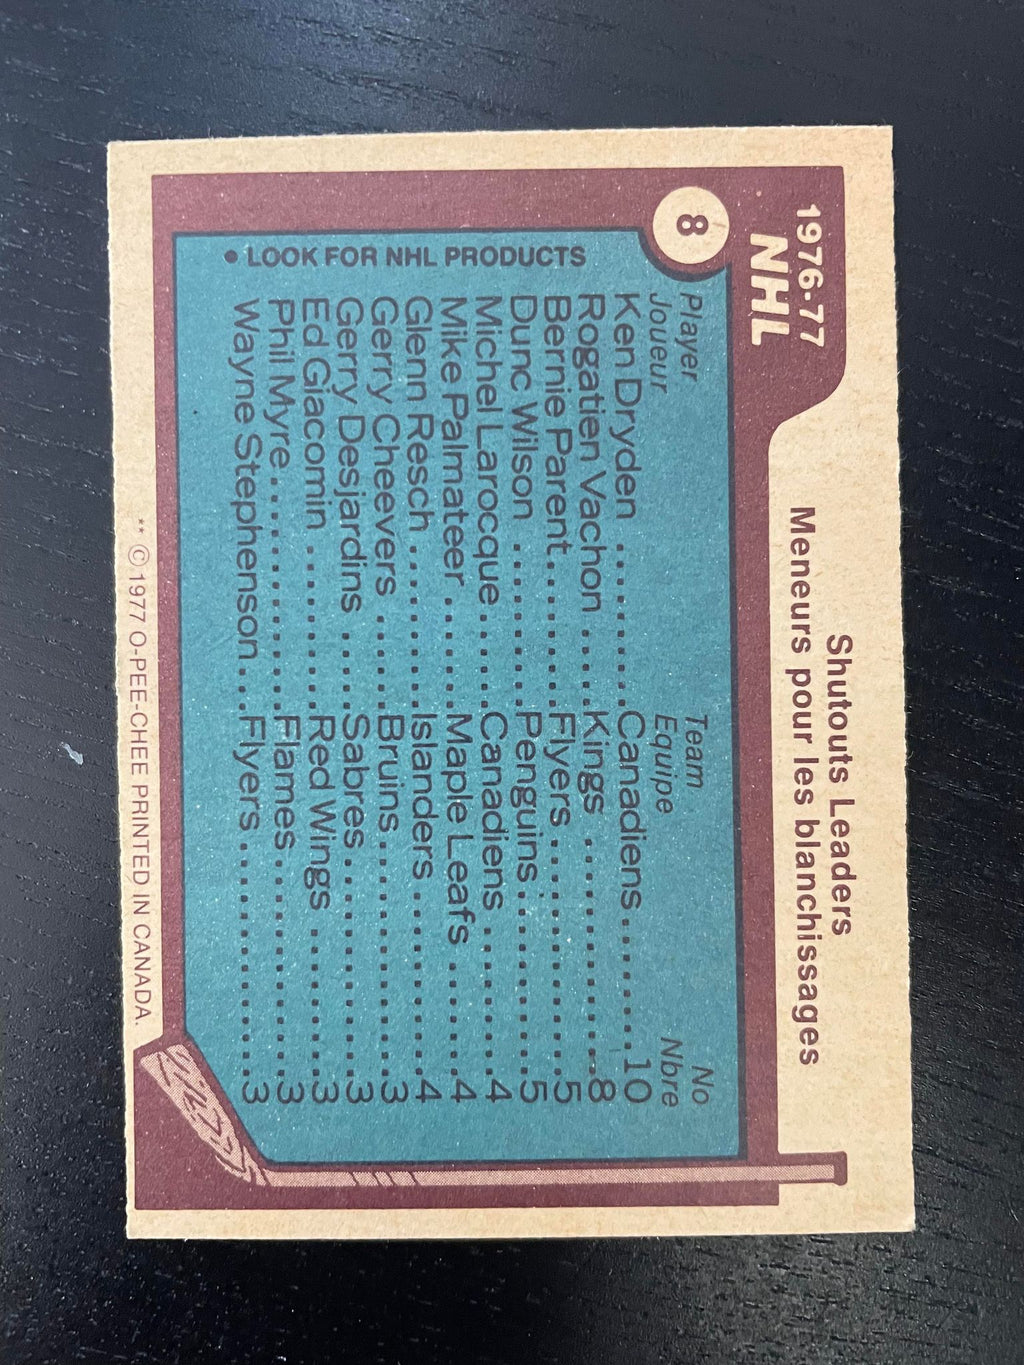 1976-77
NHL
Shutouts Leaders
Meneurs pour les blanchissages
8
Player Team No
Joueur Equipe Nbre
Ken Dryden ..........Canadiens........10
Rogatien Vachon .....Kings ...........8
Bernie Parent.........Flyers ............5
Dunc Wilson ..........Penguins..........5
Michel Larocque......Canadiens ........4
Mike Palmateer .......Maple Leafs .......4
Glenn Resch .........Islanders ..........4
Gerry Cheevers ......Bruins ............3
Gerry Desjardins .....Sabres............3
Ed Giacomin .........Red Wings ........3
Phil Myre............Flames ............3
Wayne Stephenson...Flyers ............3
• LOOK FOR NHL PRODUCTS
** © 1977 O-PEE-CHEE PRINTED IN CANADA.